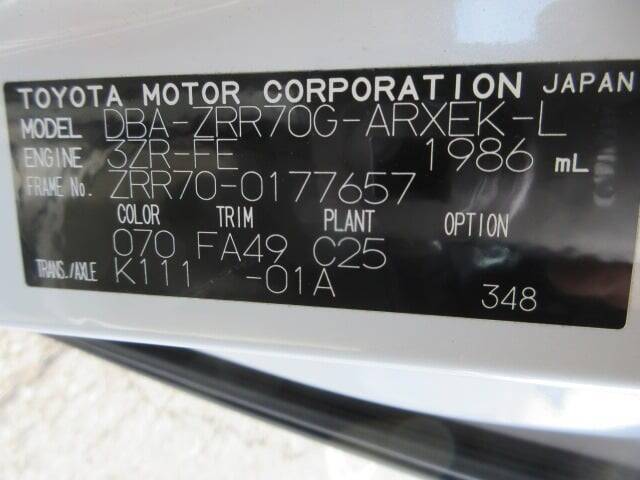 TOYOTA MOTOR CORPORATION JAPAN
MODEL DBA-ZRR70G-ARXEK-L
ENGINE 3ZR-FE 1986 mL
FRAME No. ZRR70-0177657
COLOR TRIM PLANT OPTION
070 FA49 C25
TRANS./AXLE K111 -01A
348